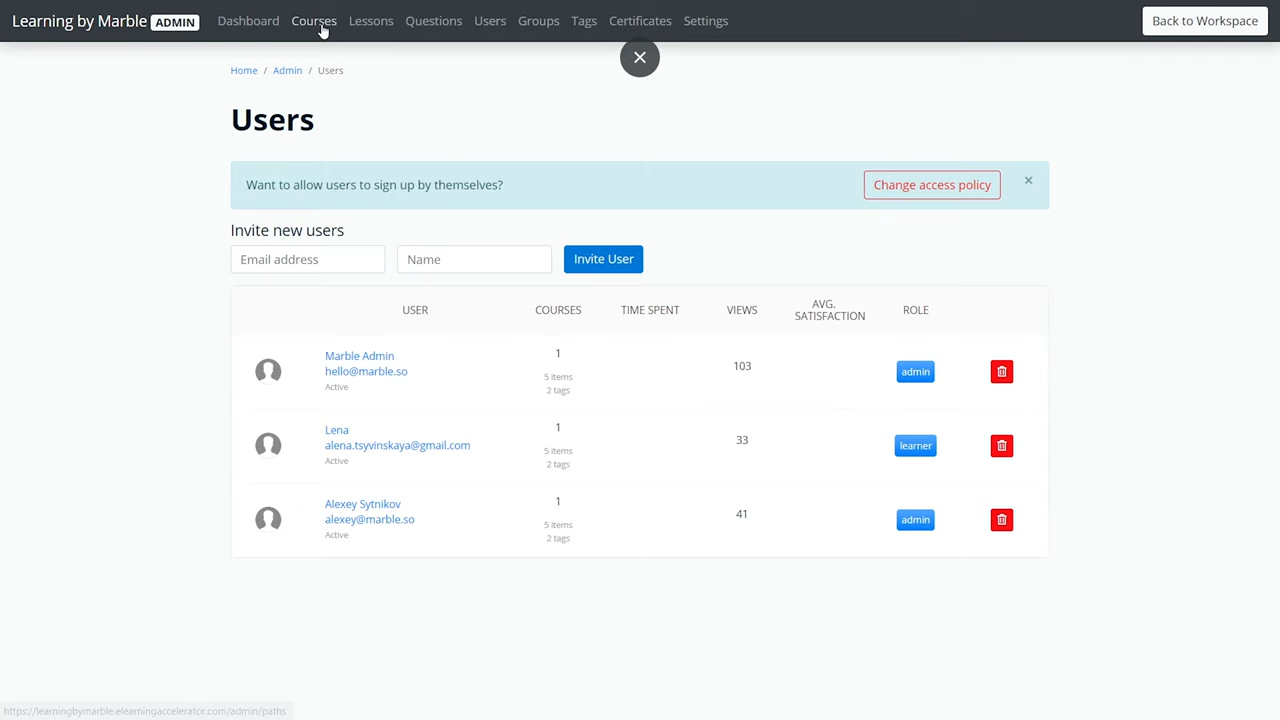 Learning by Marble ADMIN Dashboard Courses Lessons Questions Users Groups Tags Certificates Settings Back to Workspace
Home / Admin / Users
Users
Want to allow users to sign up by themselves? Change access policy ×
Invite new users
Email address Name Invite User
USER COURSES TIME SPENT VIEWS AVG. SATISFACTION ROLE
Marble Admin 1
hello@marble.so 103 admin
Active 5 items
2 tags
Lena 1
alena.tsyvinskaya@gmail.com 33 learner
Active 5 items
2 tags
Alexey Sytnikov 1
alexey@marble.so 41 admin
Active 5 items
2 tags
https://learningbymarble.elearningaccelerator.com/admin/paths